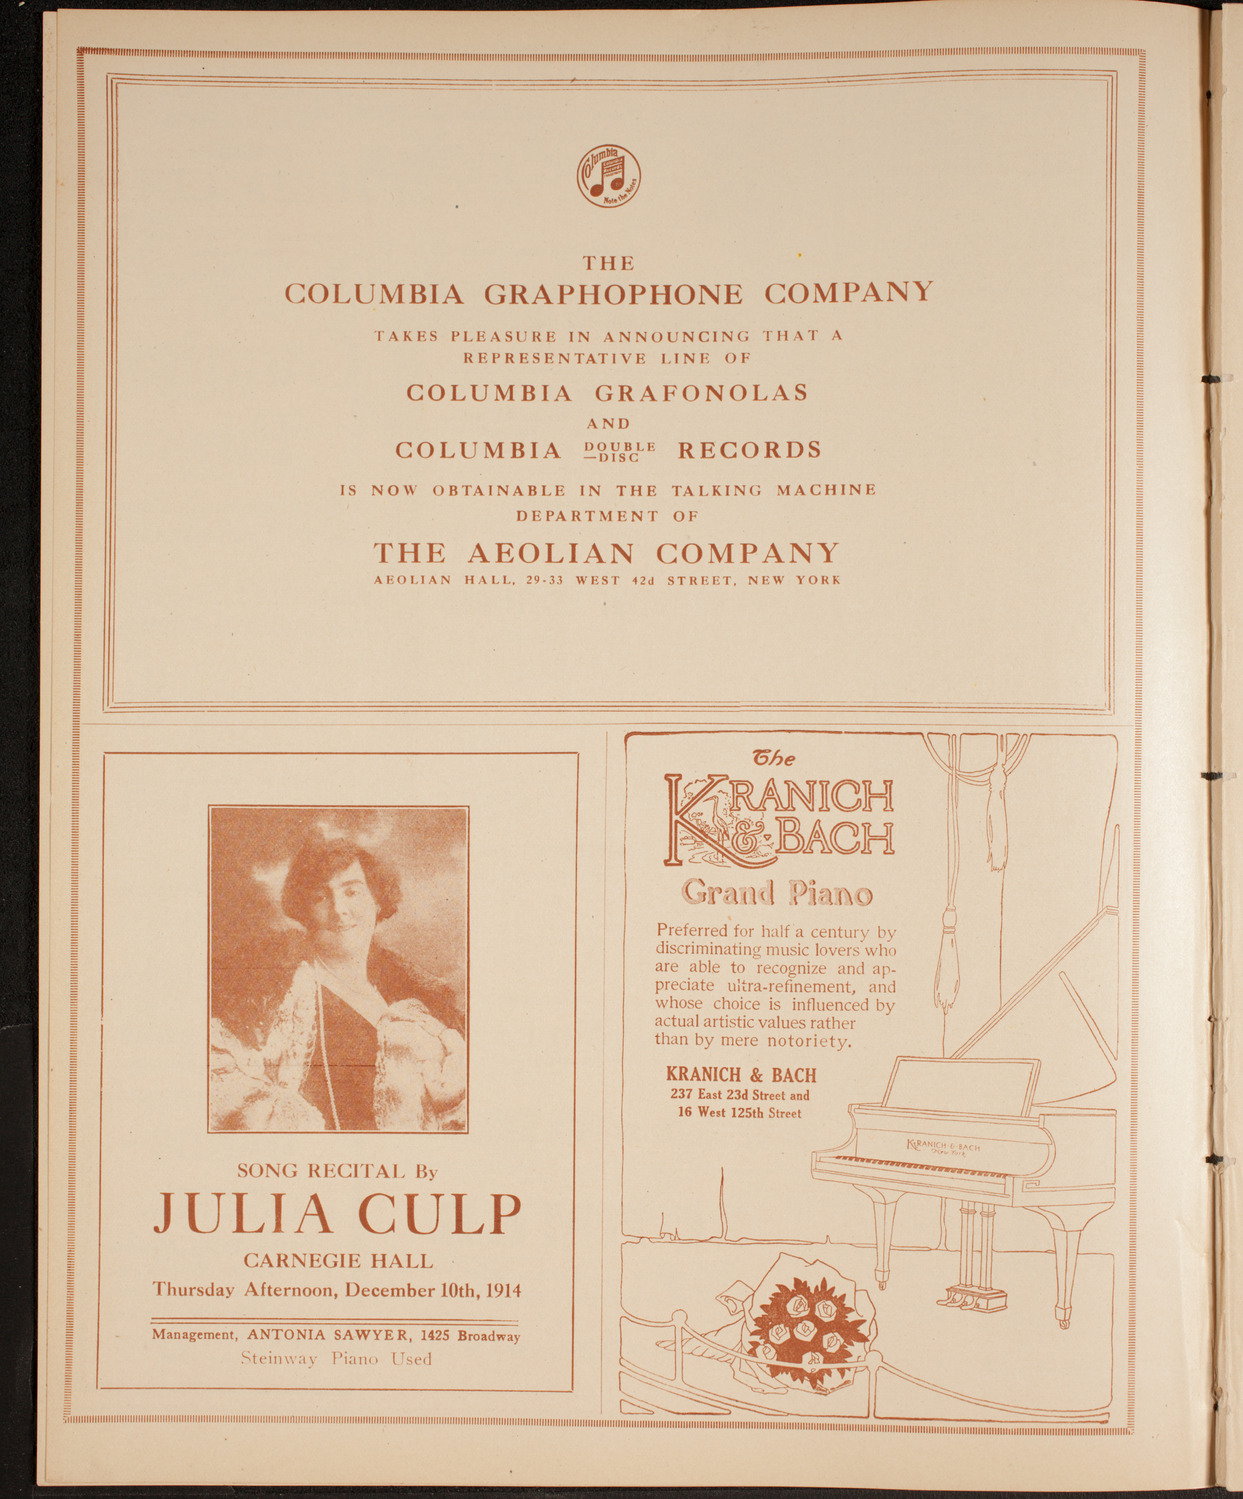 Columbia
Note the Notes
THE
COLUMBIA GRAPHOPHONE COMPANY
TAKES PLEASURE IN ANNOUNCING THAT A
REPRESENTATIVE LINE OF
COLUMBIA GRAFONOLAS
AND
COLUMBIA DOUBLE-DISC RECORDS
IS NOW OBTAINABLE IN THE TALKING MACHINE
DEPARTMENT OF
THE AEOLIAN COMPANY
AEOLIAN HALL, 29-33 WEST 42d STREET, NEW YORK
SONG RECITAL By
JULIA CULP
CARNEGIE HALL
Thursday Afternoon, December 10th, 1914
Management, ANTONIA SAWYER, 1425 Broadway
Steinway Piano Used
The
KRANICH
& BACH
Grand Piano
Preferred for half a century by
discriminating music lovers who
are able to recognize and ap-
preciate ultra-refinement, and
whose choice is influenced by
actual artistic values rather
than by mere notoriety.
KRANICH & BACH
237 East 23d Street and
16 West 125th Street
KRANICH & BACH